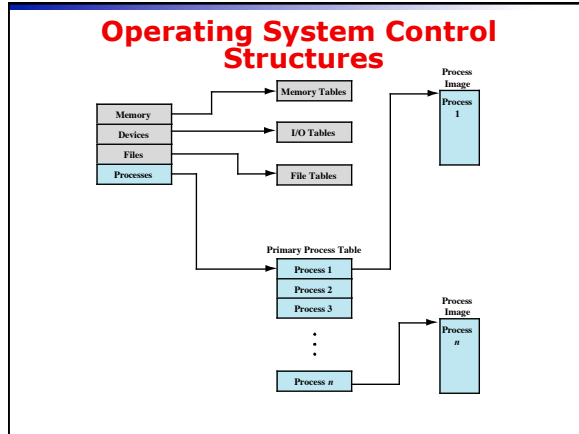 Operating System Control
Structures
Process
Image
Memory Tables
Process
1
Memory
Devices
I/O Tables
Files
Processes
File Tables
Primary Process Table
Process 1
Process 2
Process 3
Process
Image
Process
n
Process n